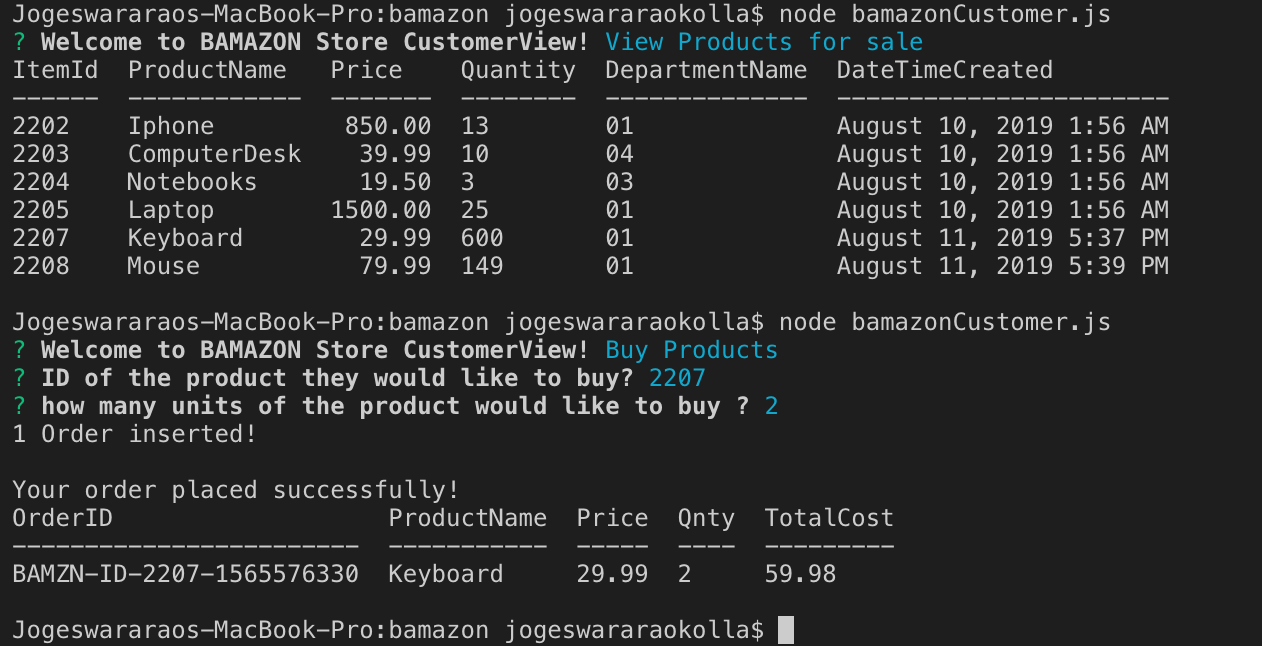 Jogeswararaos-MacBook-Pro:bamazon jogeswararaokolla$ node bamazonCustomer.js
? Welcome to BAMAZON Store CustomerView! View Products for sale
ItemId  ProductName   Price    Quantity  DepartmentName  DateTimeCreated
------  ------------  -------  --------  --------------  -----------------------
2202    Iphone         850.00  13        01              August 10, 2019 1:56 AM
2203    ComputerDesk    39.99  10        04              August 10, 2019 1:56 AM
2204    Notebooks       19.50  3         03              August 10, 2019 1:56 AM
2205    Laptop        1500.00  25        01              August 10, 2019 1:56 AM
2207    Keyboard        29.99  600       01              August 11, 2019 5:37 PM
2208    Mouse           79.99  149       01              August 11, 2019 5:39 PM
Jogeswararaos-MacBook-Pro:bamazon jogeswararaokolla$ node bamazonCustomer.js
? Welcome to BAMAZON Store CustomerView! Buy Products
? ID of the product they would like to buy? 2207
? how many units of the product would like to buy ? 2
1 Order inserted!
Your order placed successfully!
OrderID                   ProductName  Price  Qnty  TotalCost
------------------------  -----------  -----  ----  ---------
BAMZN-ID-2207-1565576330  Keyboard     29.99  2     59.98
Jogeswararaos-MacBook-Pro:bamazon jogeswararaokolla$